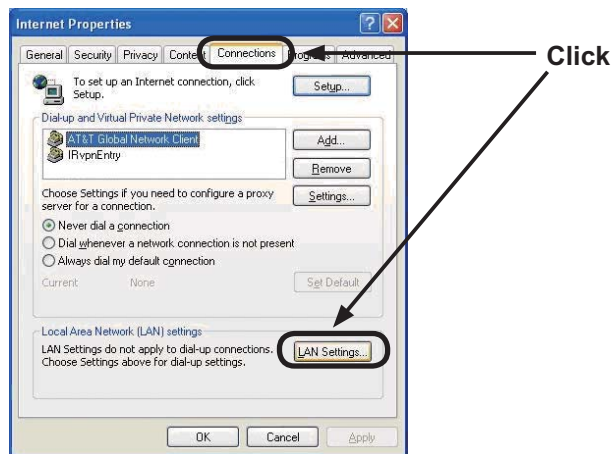 Internet Properties
General Security Privacy Content Connections Programs Advanced
Click
To set up an Internet connection, click
Setup.
Setup...
Dial-up and Virtual Private Network settings
AT&T Global Network Client
IRvpnEntry
Add...
Remove
Choose Settings if you need to configure a proxy
server for a connection.
Settings...
Never dial a connection
Dial whenever a network connection is not present
Always dial my default connection
Current None
Set Default
Local Area Network (LAN) settings
LAN Settings do not apply to dial-up connections.
Choose Settings above for dial-up settings.
LAN Settings...
OK Cancel Apply